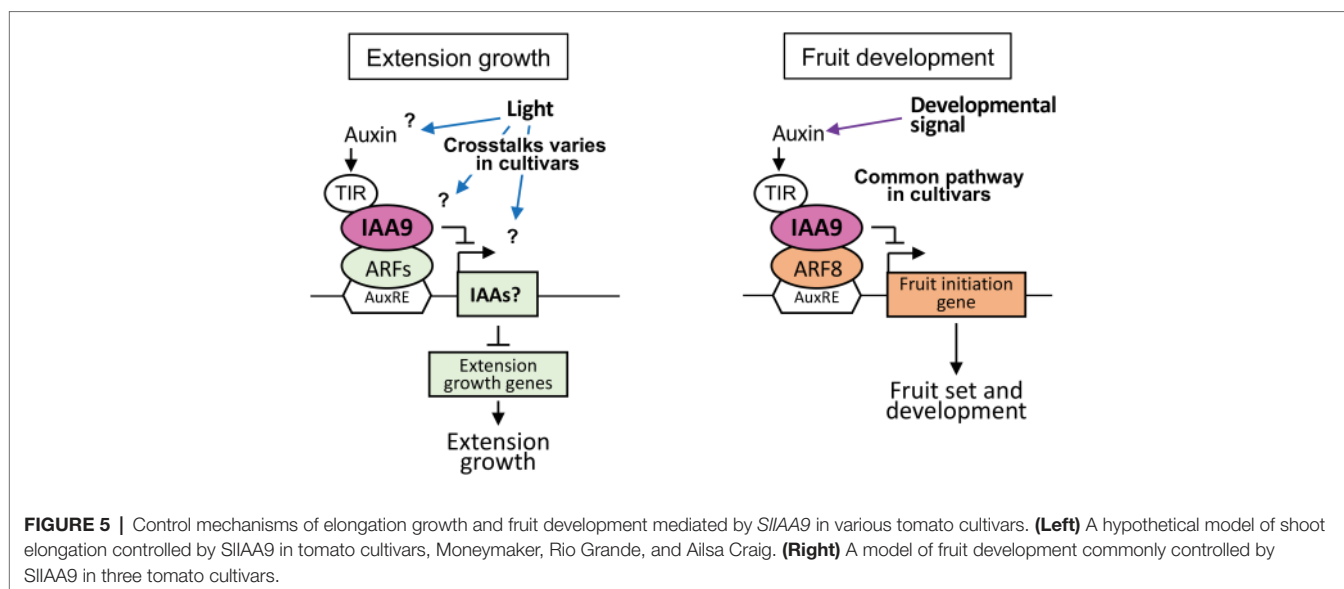 Extension growth
Light
?
Auxin
Crosstalks varies
in cultivars
TIR
?
IAA9
?
ARFs
AuxRE
IAAs?
Extension
growth genes
Extension
growth
Fruit development
Developmental
signal
Auxin
Common pathway
in cultivars
TIR
IAA9
ARF8
AuxRE
Fruit initiation
gene
Fruit set and
development
FIGURE 5 | Control mechanisms of elongation growth and fruit development mediated by SlIAA9 in various tomato cultivars. (Left) A hypothetical model of shoot
elongation controlled by SlIAA9 in tomato cultivars, Moneymaker, Rio Grande, and Ailsa Craig. (Right) A model of fruit development commonly controlled by
SlIAA9 in three tomato cultivars.